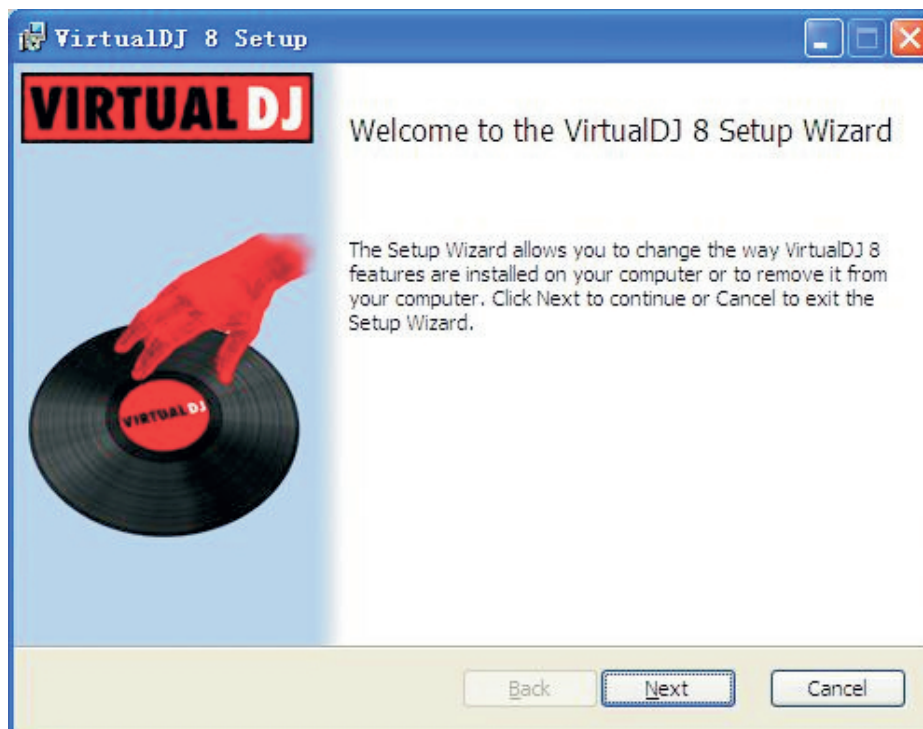 VirtualDJ 8 Setup
VIRTUAL DJ
Welcome to the VirtualDJ 8 Setup Wizard
The Setup Wizard allows you to change the way VirtualDJ 8
features are installed on your computer or to remove it from
your computer. Click Next to continue or Cancel to exit the
Setup Wizard.
VIRTUAL DJ
Back
Next
Cancel